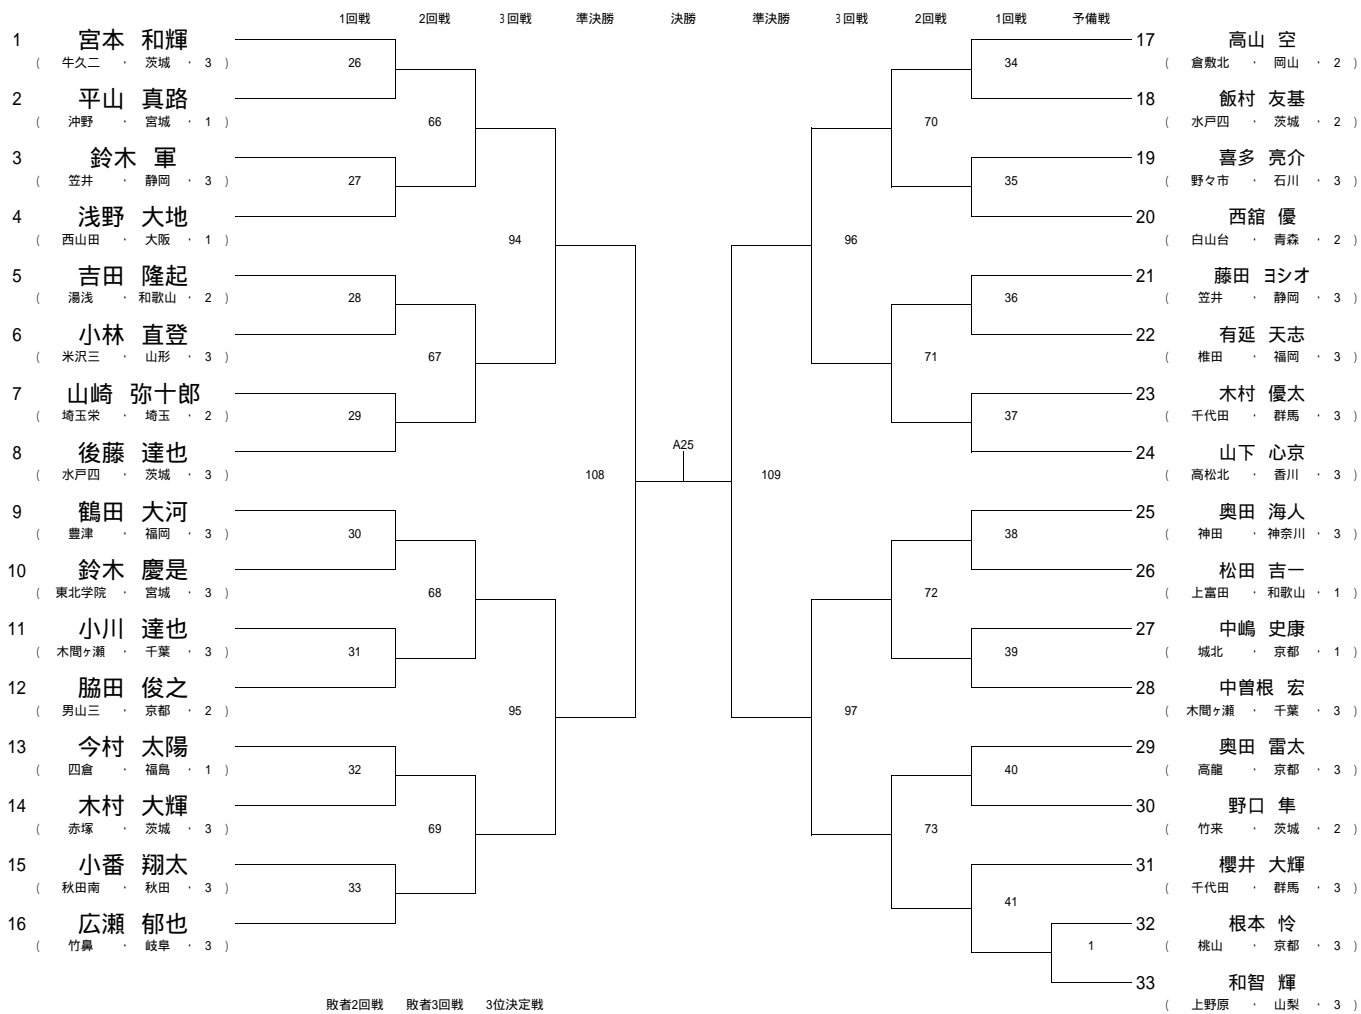 1回戦 2回戦 3回戦 準決勝 決勝 準決勝 3回戦 2回戦 1回戦 予備戦
1 宮本 和輝
( 牛久二 ・ 茨城 ・ 3 )
2 平山 真路
( 沖野 ・ 宮城 ・ 1 )
3 鈴木 軍
( 笠井 ・ 静岡 ・ 3 )
4 浅野 大地
( 西山田 ・ 大阪 ・ 1 )
5 吉田 隆起
( 湯浅 ・ 和歌山 ・ 2 )
6 小林 直登
( 米沢三 ・ 山形 ・ 3 )
7 山崎 弥十郎
( 埼玉栄 ・ 埼玉 ・ 2 )
8 後藤 達也
( 水戸四 ・ 茨城 ・ 3 )
9 鶴田 大河
( 豊津 ・ 福岡 ・ 3 )
10 鈴木 慶是
( 東北学院 ・ 宮城 ・ 3 )
11 小川 達也
( 木間ヶ瀬 ・ 千葉 ・ 3 )
12 脇田 俊之
( 男山三 ・ 京都 ・ 2 )
13 今村 太陽
( 四倉 ・ 福島 ・ 1 )
14 木村 大輝
( 赤塚 ・ 茨城 ・ 3 )
15 小番 翔太
( 秋田南 ・ 秋田 ・ 3 )
16 広瀬 郁也
( 竹鼻 ・ 岐阜 ・ 3 )
26
27
28
29
30
31
32
33
66
67
68
69
94
95
108
A25
109
96
97
70
71
72
73
34
35
36
37
38
39
40
41
1
17 高山 空
( 倉敷北 ・ 岡山 ・ 2 )
18 飯村 友基
( 水戸四 ・ 茨城 ・ 2 )
19 喜多 亮介
( 野々市 ・ 石川 ・ 3 )
20 西舘 優
( 白山台 ・ 青森 ・ 2 )
21 藤田 ヨシオ
( 笠井 ・ 静岡 ・ 3 )
22 有延 天志
( 椎田 ・ 福岡 ・ 3 )
23 木村 優太
( 千代田 ・ 群馬 ・ 3 )
24 山下 心京
( 高松北 ・ 香川 ・ 3 )
25 奥田 海人
( 神田 ・ 神奈川 ・ 3 )
26 松田 吉一
( 上富田 ・ 和歌山 ・ 1 )
27 中嶋 史康
( 城北 ・ 京都 ・ 1 )
28 中曽根 宏
( 木間ヶ瀬 ・ 千葉 ・ 3 )
29 奥田 雷太
( 高龍 ・ 京都 ・ 3 )
30 野口 隼
( 竹来 ・ 茨城 ・ 2 )
31 櫻井 大輝
( 千代田 ・ 群馬 ・ 3 )
32 根本 怜
( 桃山 ・ 京都 ・ 3 )
33 和智 輝
( 上野原 ・ 山梨 ・ 3 )
敗者2回戦 敗者3回戦 3位決定戦